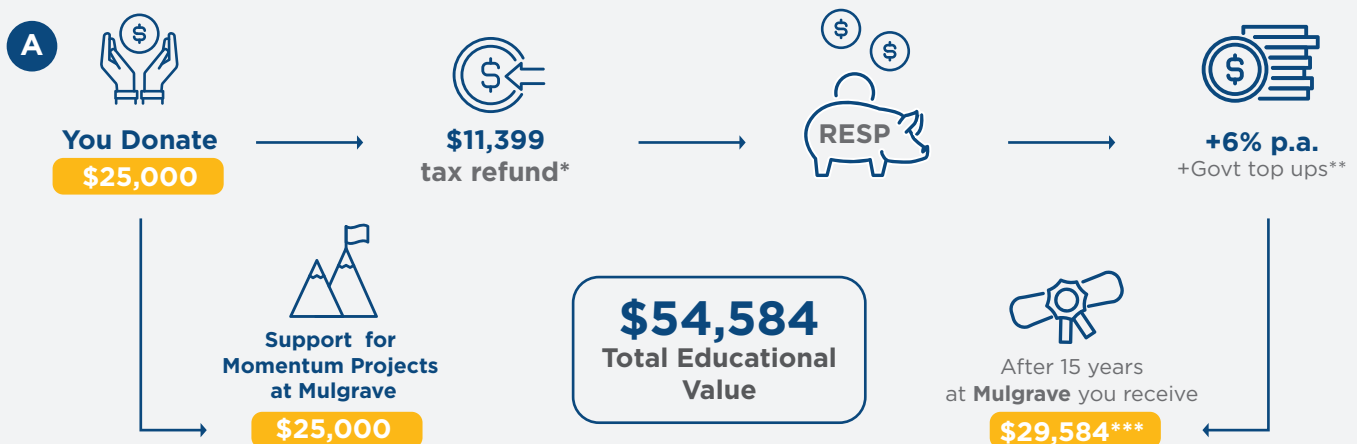 A
You Donate
$25,000
$11,399
tax refund*
$
$
$
RESP
$
+6% p.a.
+Govt top ups**
Support for
Momentum Projects
at Mulgrave
$25,000
$54,584
Total Educational
Value
After 15 years
at Mulgrave you receive
$29,584***
$